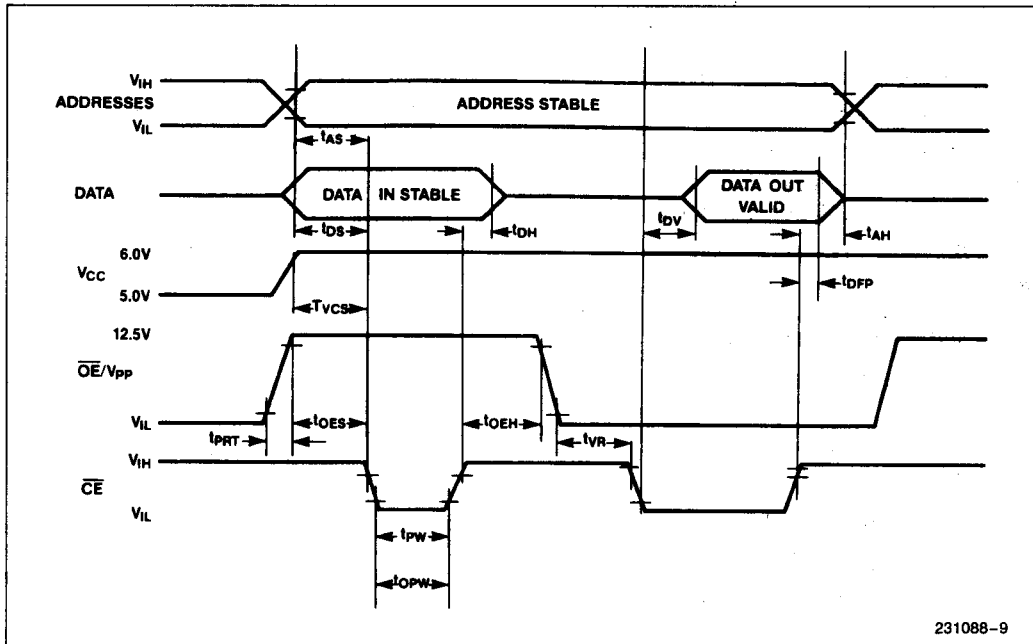 VIH
ADDRESSES
VIL
ADDRESS STABLE
tAS
DATA
DATA IN STABLE
DATA OUT
VALID
tDS
tDH
tDV
tAH
6.0V
VCC
5.0V
TVCS
tDFP
12.5V
OE/VPP
VIL
tPRT
tOES
tOEH
tVR
VIH
CE
VIL
tPW
tOPW
231088-9